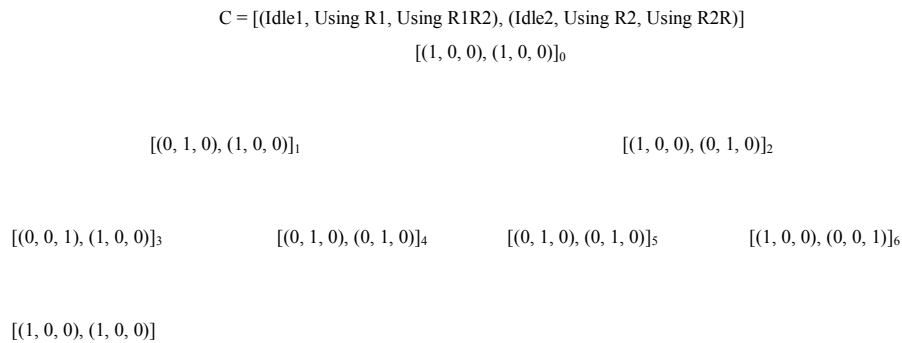 C = [(Idle1, Using R1, Using R1R2), (Idle2, Using R2, Using R2R)]
[(1, 0, 0), (1, 0, 0)]₀
[(0, 1, 0), (1, 0, 0)]₁ [(1, 0, 0), (0, 1, 0)]₂
[(0, 0, 1), (1, 0, 0)]₃ [(0, 1, 0), (0, 1, 0)]₄ [(0, 1, 0), (0, 1, 0)]₅ [(1, 0, 0), (0, 0, 1)]₆
[(1, 0, 0), (1, 0, 0)]